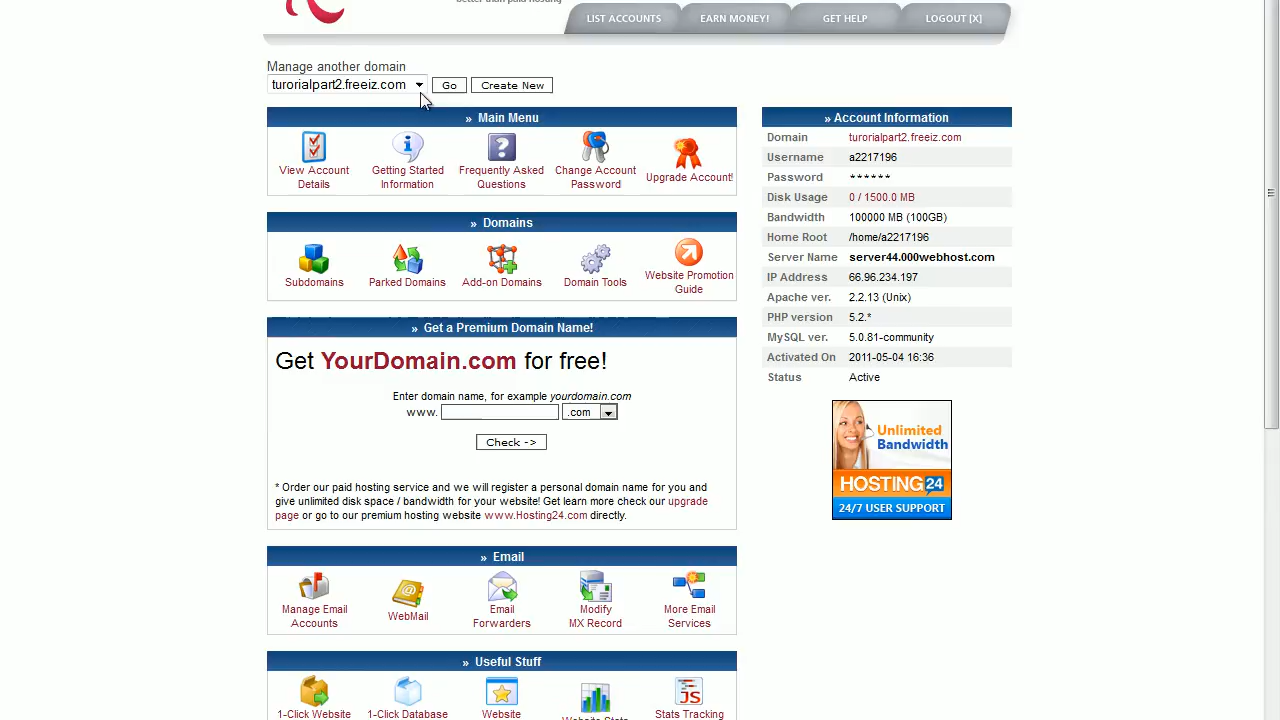 LIST ACCOUNTS
EARN MONEY!
GET HELP
LOGOUT [X]
Manage another domain
turorialpart2.freeiz.com
Go
Create New
» Main Menu
View Account
Details
Getting Started
Information
Frequently Asked
Questions
Change Account
Password
Upgrade Account!
» Domains
Subdomains
Parked Domains
Add-on Domains
Domain Tools
Website Promotion
Guide
» Get a Premium Domain Name!
Get YourDomain.com for free!
Enter domain name, for example yourdomain.com
www.
.com
Check ->
* Order our paid hosting service and we will register a personal domain name for you and
give unlimited disk space / bandwidth for your website! Get learn more check our upgrade
page or go to our premium hosting website www.Hosting24.com directly.
» Email
Manage Email
Accounts
WebMail
Email
Forwarders
Modify
MX Record
More Email
Services
» Useful Stuff
1-Click Website
1-Click Database
Website
Website Stats
JS
Stats Tracking
» Account Information
Domain turorialpart2.freeiz.com
Username a2217196
Password ******
Disk Usage 0 / 1500.0 MB
Bandwidth 100000 MB (100GB)
Home Root /home/a2217196
Server Name server44.000webhost.com
IP Address 66.96.234.197
Apache ver. 2.2.13 (Unix)
PHP version 5.2.*
MySQL ver. 5.0.81-community
Activated On 2011-05-04 16:36
Status Active
Unlimited
Bandwidth
HOSTING 24
24/7 USER SUPPORT